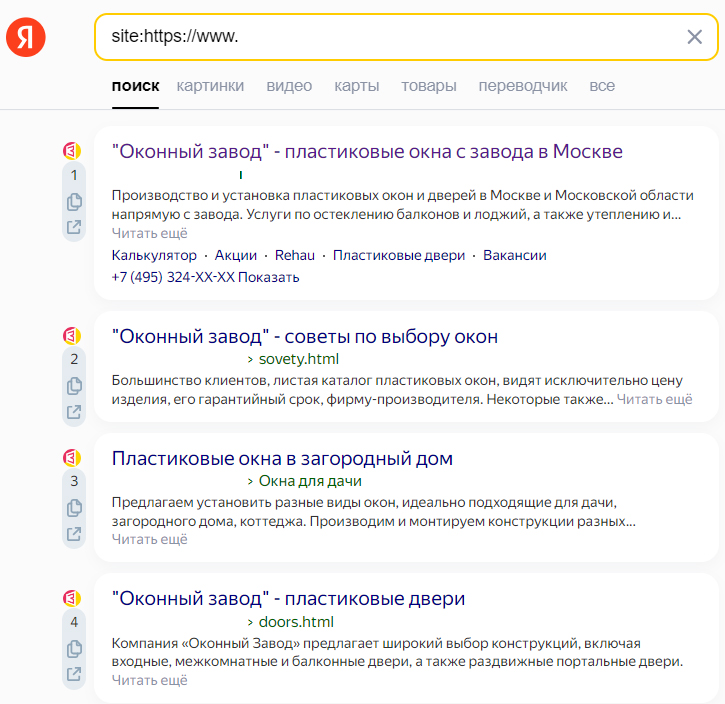 Я
site:https://www.
поиск картинки видео карты товары переводчик все
1
"Оконный завод" - пластиковые окна с завода в Москве
Производство и установка пластиковых окон и дверей в Москве и Московской области
напрямую с завода. Услуги по остеклению балконов и лоджий, а также утеплению и...
Читать ещё
Калькулятор · Акции · Rehau · Пластиковые двери · Вакансии
+7 (495) 324-XX-XX Показать
2
"Оконный завод" - советы по выбору окон
› sovety.html
Большинство клиентов, листая каталог пластиковых окон, видят исключительно цену
изделия, его гарантийный срок, фирму-производителя. Некоторые также... Читать ещё
3
Пластиковые окна в загородный дом
› Окна для дачи
Предлагаем установить разные виды окон, идеально подходящие для дачи,
загородного дома, коттеджа. Производим и монтируем конструкции разных...
Читать ещё
4
"Оконный завод" - пластиковые двери
› doors.html
Компания «Оконный Завод» предлагает широкий выбор конструкций, включая
входные, межкомнатные и балконные двери, а также раздвижные портальные двери.
Читать ещё